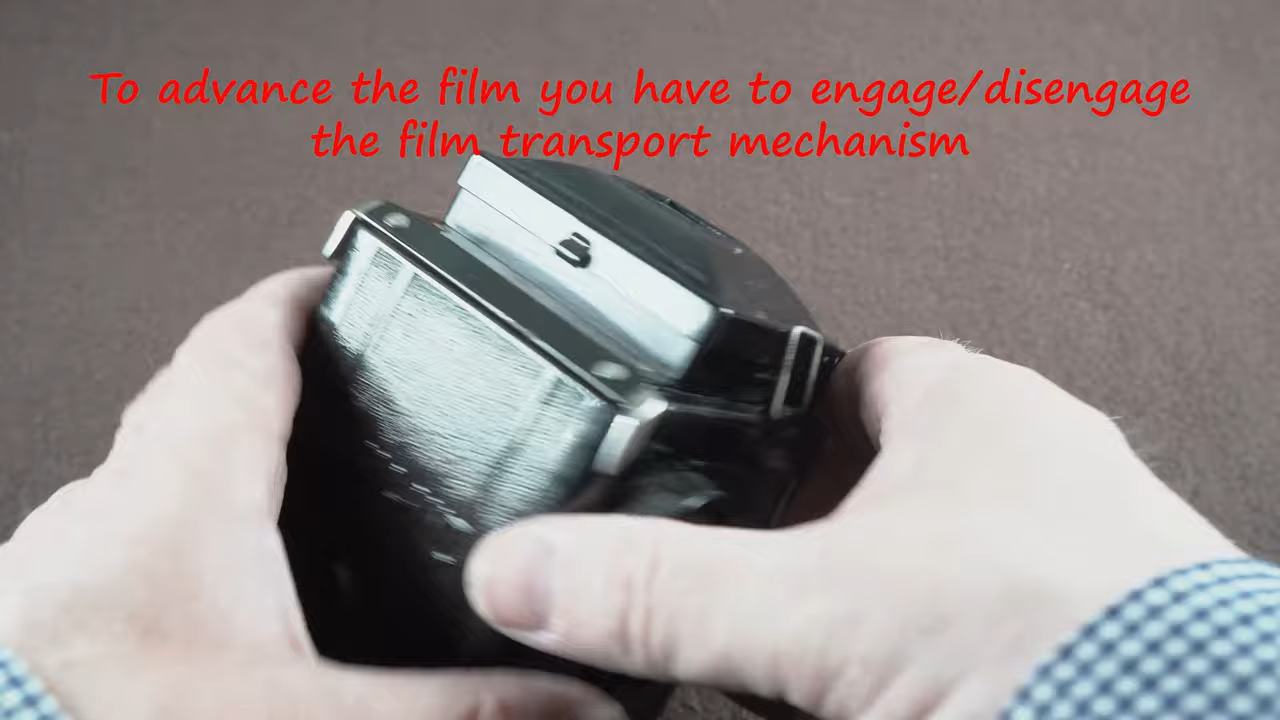 To advance the film you have to engage/disengage
the film transport mechanism